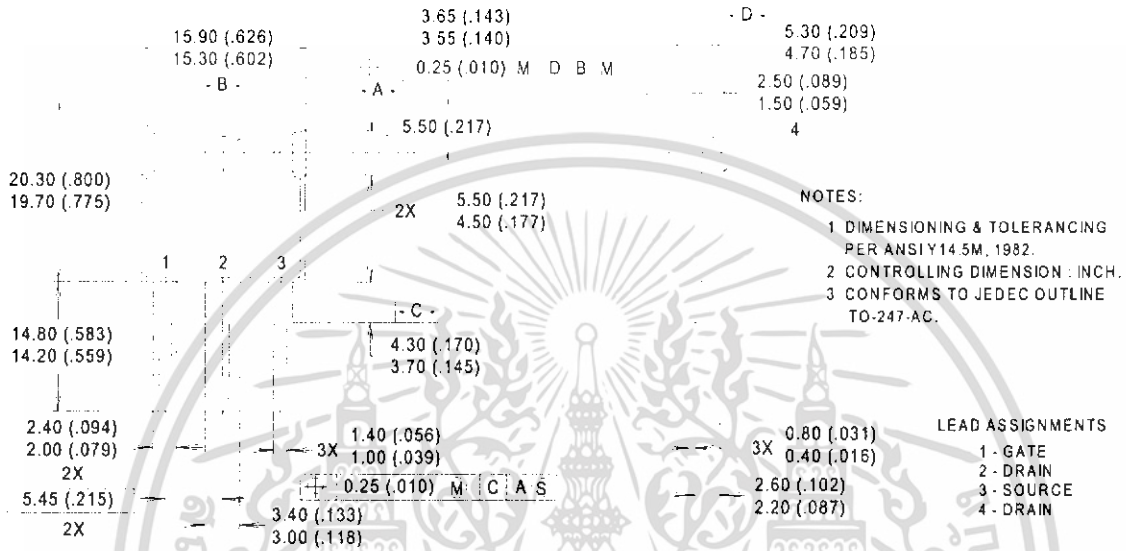 3.65 (.143)
3.55 (.140)
- D -
15.90 (.626)
15.30 (.602)
5.30 (.209)
4.70 (.185)
0.25 (.010) M D B M
- B -
- A -
2.50 (.089)
1.50 (.059)
4
5.50 (.217)
20.30 (.800)
19.70 (.775)
2X
5.50 (.217)
4.50 (.177)
NOTES:
1 DIMENSIONING & TOLERANCING
PER ANSI Y14.5M, 1982.
2 CONTROLLING DIMENSION : INCH.
3 CONFORMS TO JEDEC OUTLINE
TO-247-AC.
1 2 3
- C -
14.80 (.583)
14.20 (.559)
4.30 (.170)
3.70 (.145)
2.40 (.094)
2.00 (.079)
2X
3X
1.40 (.056)
1.00 (.039)
3X
0.80 (.031)
0.40 (.016)
LEAD ASSIGNMENTS
1 - GATE
2 - DRAIN
3 - SOURCE
4 - DRAIN
5.45 (.215)
2X
0.25 (.010) M C A S
2.60 (.102)
2.20 (.087)
3.40 (.133)
3.00 (.118)